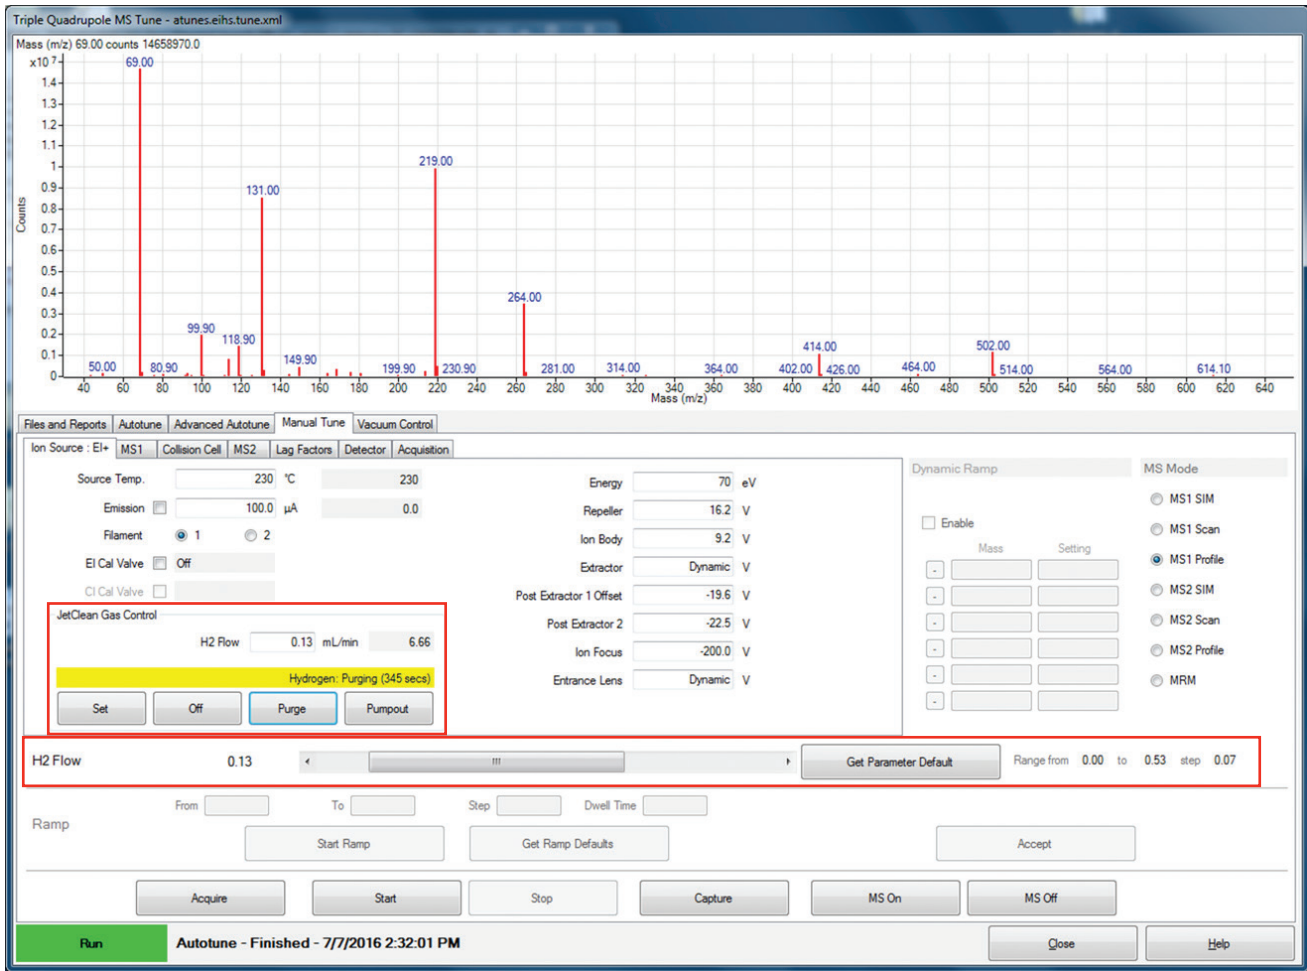 Triple Quadrupole MS Tune - atunes.eihs.tune.xml
Mass (m/z) 69.00 counts 14658970.0
x10 7
1.4
1.3
1.2
1.1
1
0.9
0.8
0.7
0.6
0.5
0.4
0.3
0.2
0.1
0
Counts
69.00
219.00
131.00
264.00
99.90
118.90
414.00
502.00
50.00 80.90 149.90 199.90 230.90 281.00 314.00 364.00 402.00 426.00 464.00 514.00 564.00 614.10
40 60 80 100 120 140 160 180 200 220 240 260 280 300 320 340 360 380 400 420 440 460 480 500 520 540 560 580 600 620 640
Mass (m/z)
Files and Reports Autotune Advanced Autotune Manual Tune Vacuum Control
Ion Source : EI+ MS1 Collision Cell MS2 Lag Factors Detector Acquisition
Source Temp. 230 °C 230
Emission 100.0 µA 0.0
Filament 1 2
EI Cal Valve Off
CI Cal Valve
JetClean Gas Control
H2 Flow 0.13 mL/min 6.66
Hydrogen: Purging (345 secs)
Set Off Purge Pumpout
Energy 70 eV
Repeller 16.2 V
Ion Body 9.2 V
Extractor Dynamic V
Post Extractor 1 Offset -19.6 V
Post Extractor 2 -22.5 V
Ion Focus -200.0 V
Entrance Lens Dynamic V
Dynamic Ramp
Enable
Mass Setting
-
-
-
-
-
-
MS Mode
MS1 SIM
MS1 Scan
MS1 Profile
MS2 SIM
MS2 Scan
MS2 Profile
MRM
H2 Flow 0.13 Get Parameter Default Range from 0.00 to 0.53 step 0.07
Ramp
From To Step Dwell Time
Start Ramp Get Ramp Defaults Accept
Acquire Start Stop Capture MS On MS Off
Run Autotune - Finished - 7/7/2016 2:32:01 PM Close Help